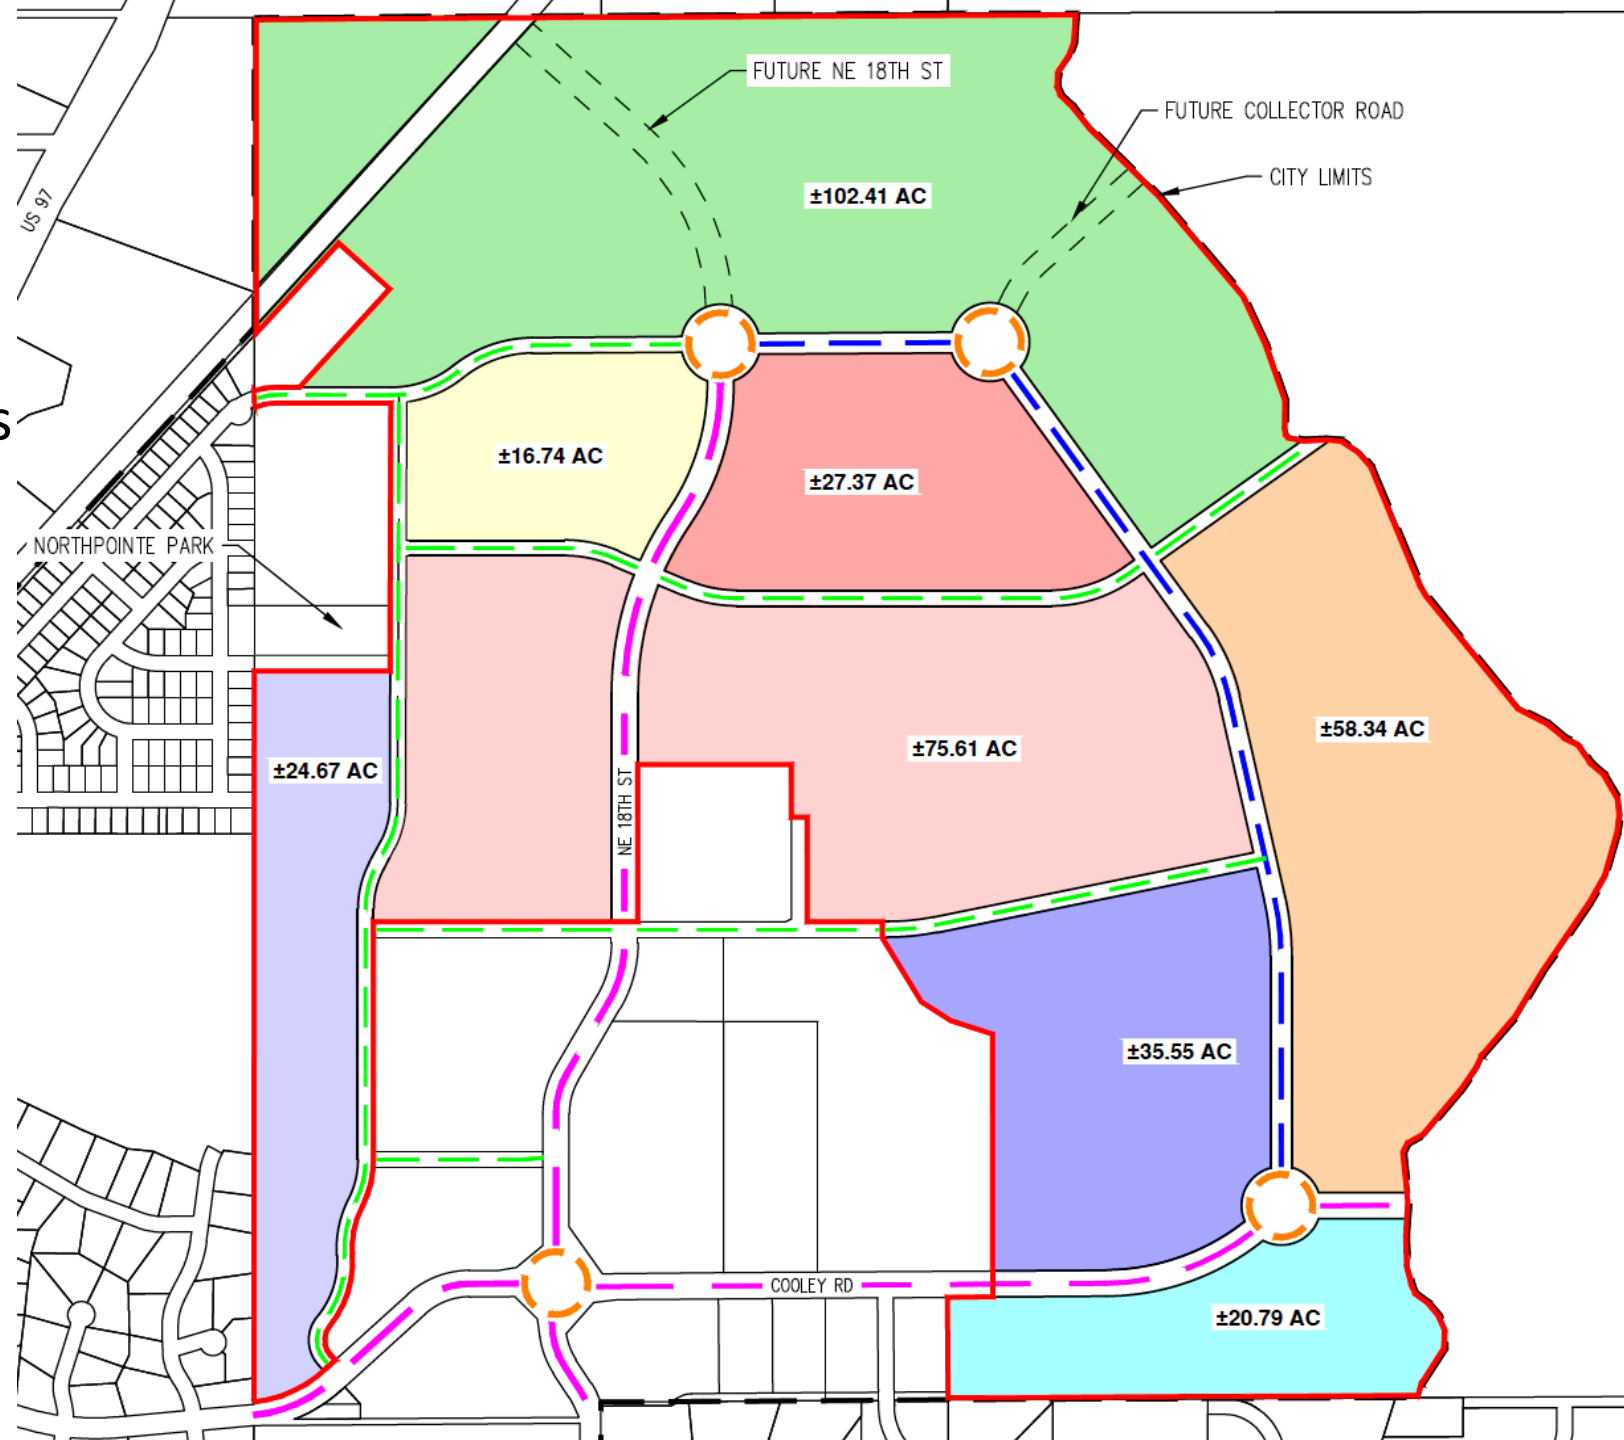 FUTURE NE 18TH ST
FUTURE COLLECTOR ROAD
CITY LIMITS
±102.41 AC
US 97
s
±16.74 AC
±27.37 AC
NORTHPOINTE PARK
±58.34 AC
±75.61 AC
±24.67 AC
NE 18TH ST
±35.55 AC
COOLEY RD
±20.79 AC